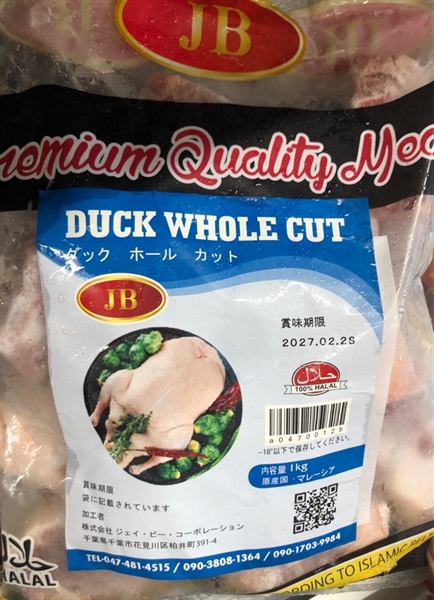 JB
Premium Quality Mea
DUCK WHOLE CUT
ダック ホール カット
JB
賞味期限
2027.02.28
حلال
100% HALAL
a0470012b
-18°以下で保存してください。
内容量 1kg
原産国 - マレーシア
賞味期限
袋に記載されています
加工者
株式会社 ジェイ・ビー・コーポレーション
千葉県千葉市花見川区柏井町391-4
TEL-047-481-4515 / 090-3808-1364 / 090-1703-9984
HALAL
ORDING TO ISLAMIC